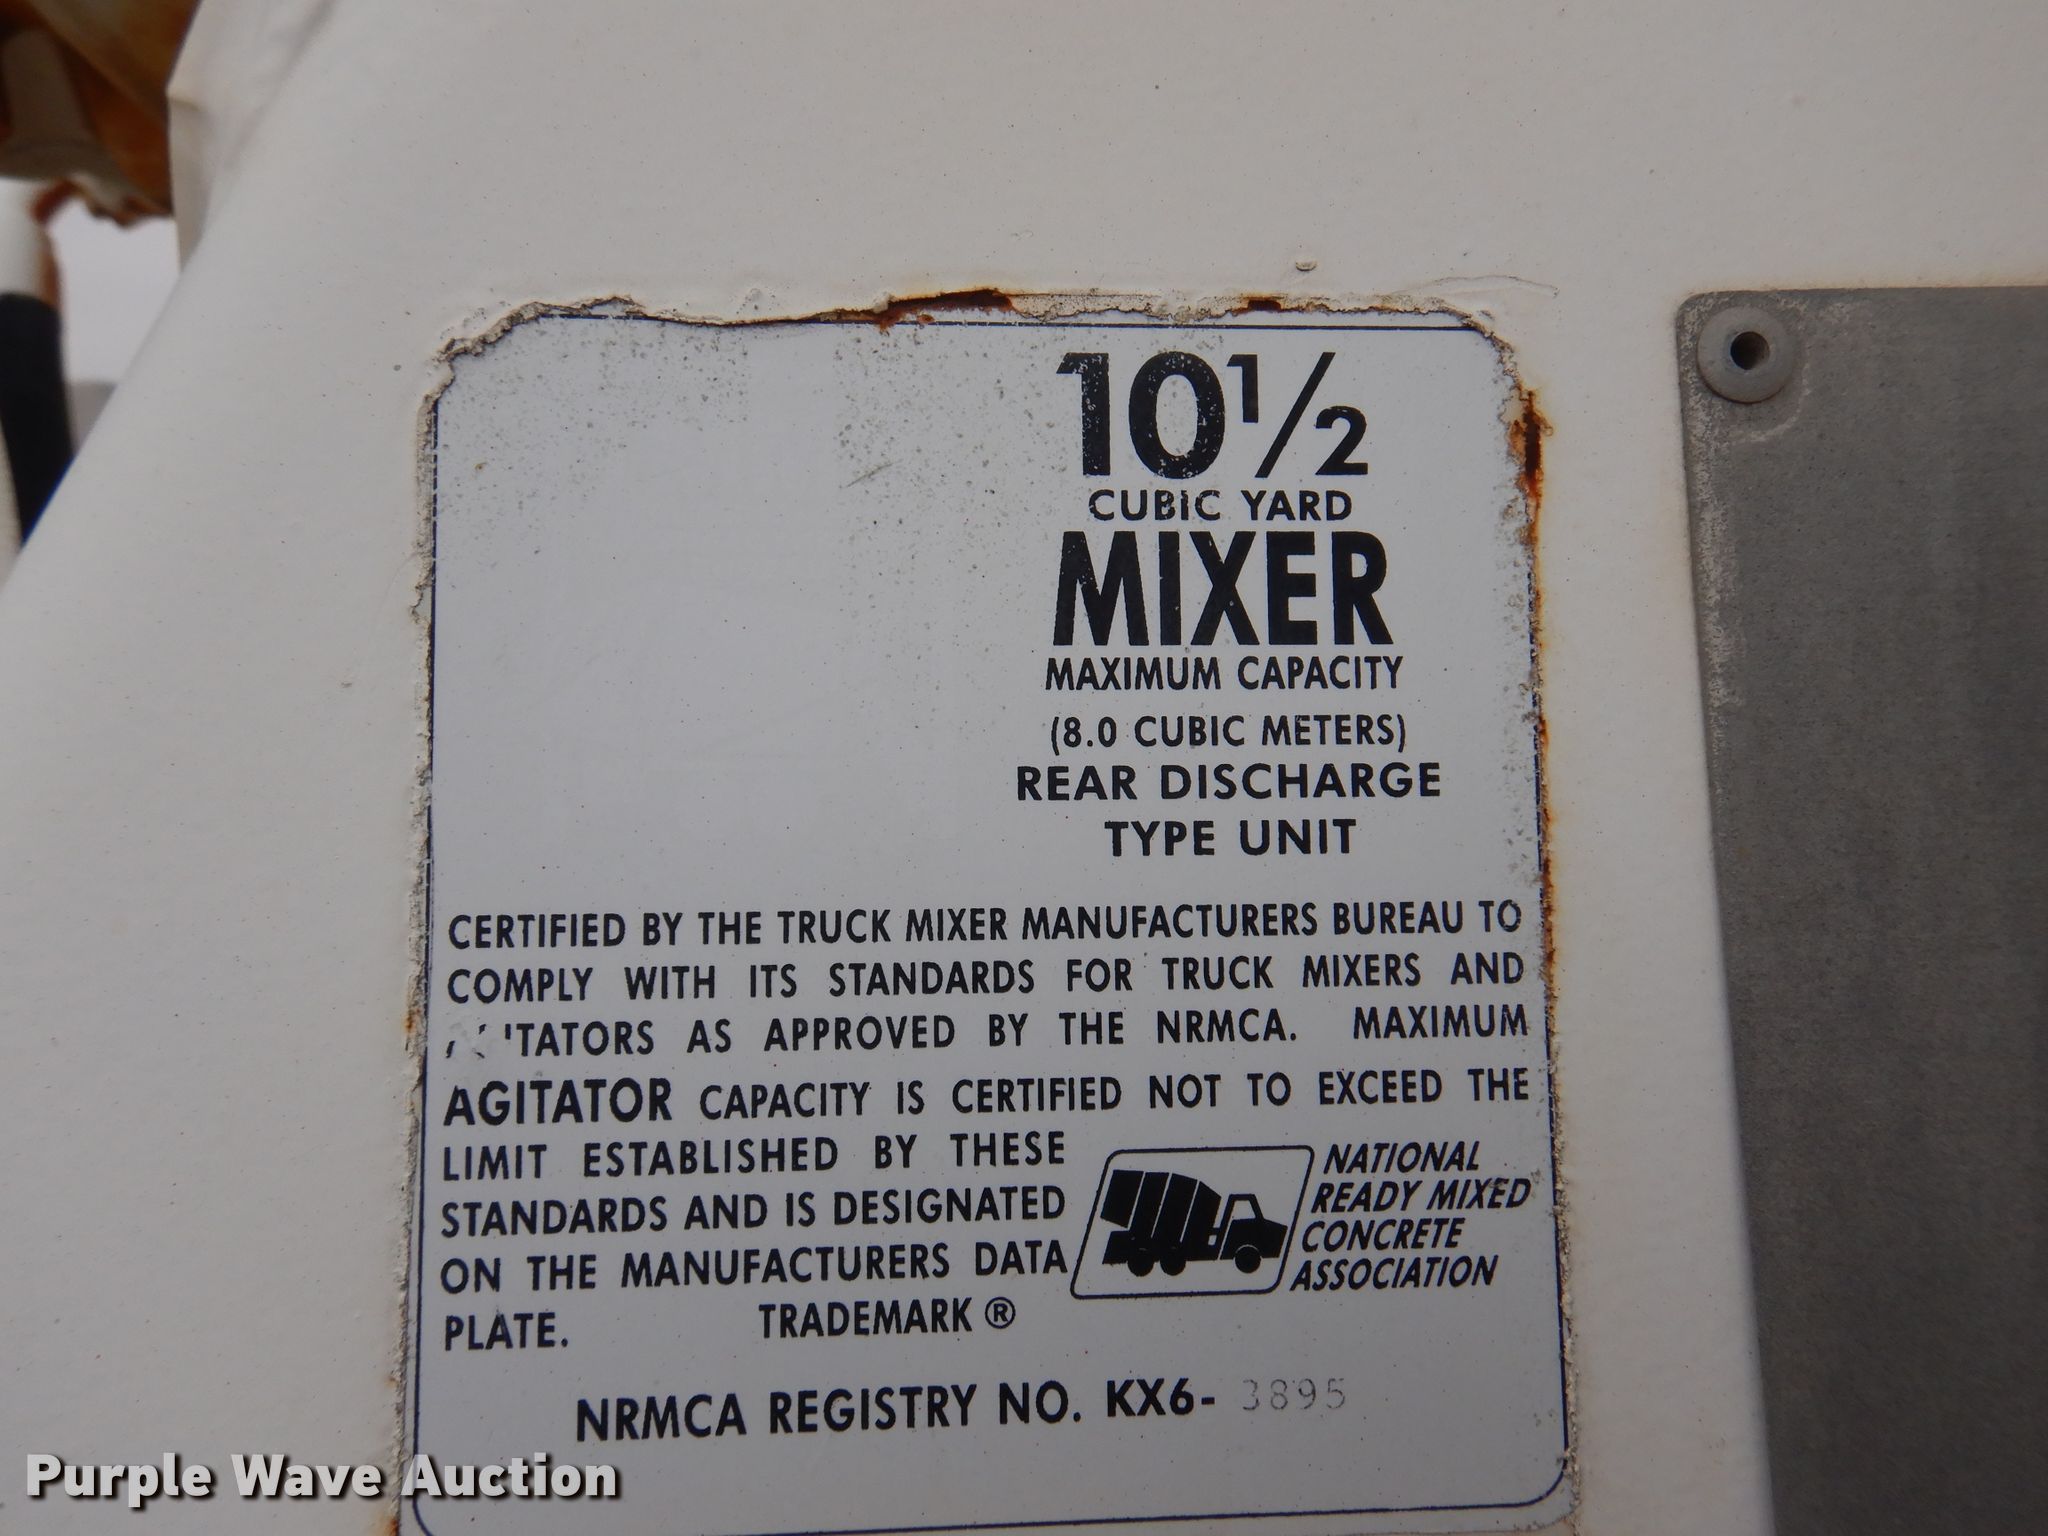 10 1/2
CUBIC YARD
MIXER
MAXIMUM CAPACITY
(8.0 CUBIC METERS)
REAR DISCHARGE
TYPE UNIT
CERTIFIED BY THE TRUCK MIXER MANUFACTURERS BUREAU TO
COMPLY WITH ITS STANDARDS FOR TRUCK MIXERS AND
AS APPROVED BY THE NRMCA. MAXIMUM
AGITATOR CAPACITY IS CERTIFIED NOT TO EXCEED THE
LIMIT ESTABLISHED BY THESE
STANDARDS AND IS DESIGNATED
ON THE MANUFACTURERS DATA
PLATE. TRADEMARK ®
NATIONAL
READY MIXED
CONCRETE
ASSOCIATION
NRMCA REGISTRY NO. KX6- 3895
Purple Wave Auction